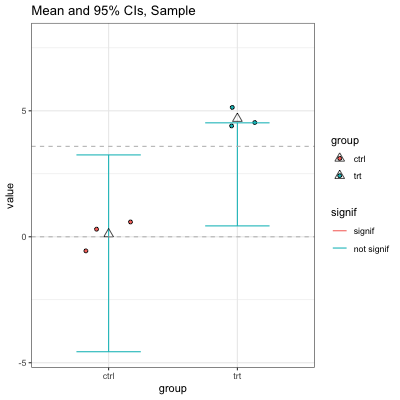 Mean and 95% CIs, Sample
value
5
0
-5
ctrl
trt
group
group
ctrl
trt
signif
signif
not signif